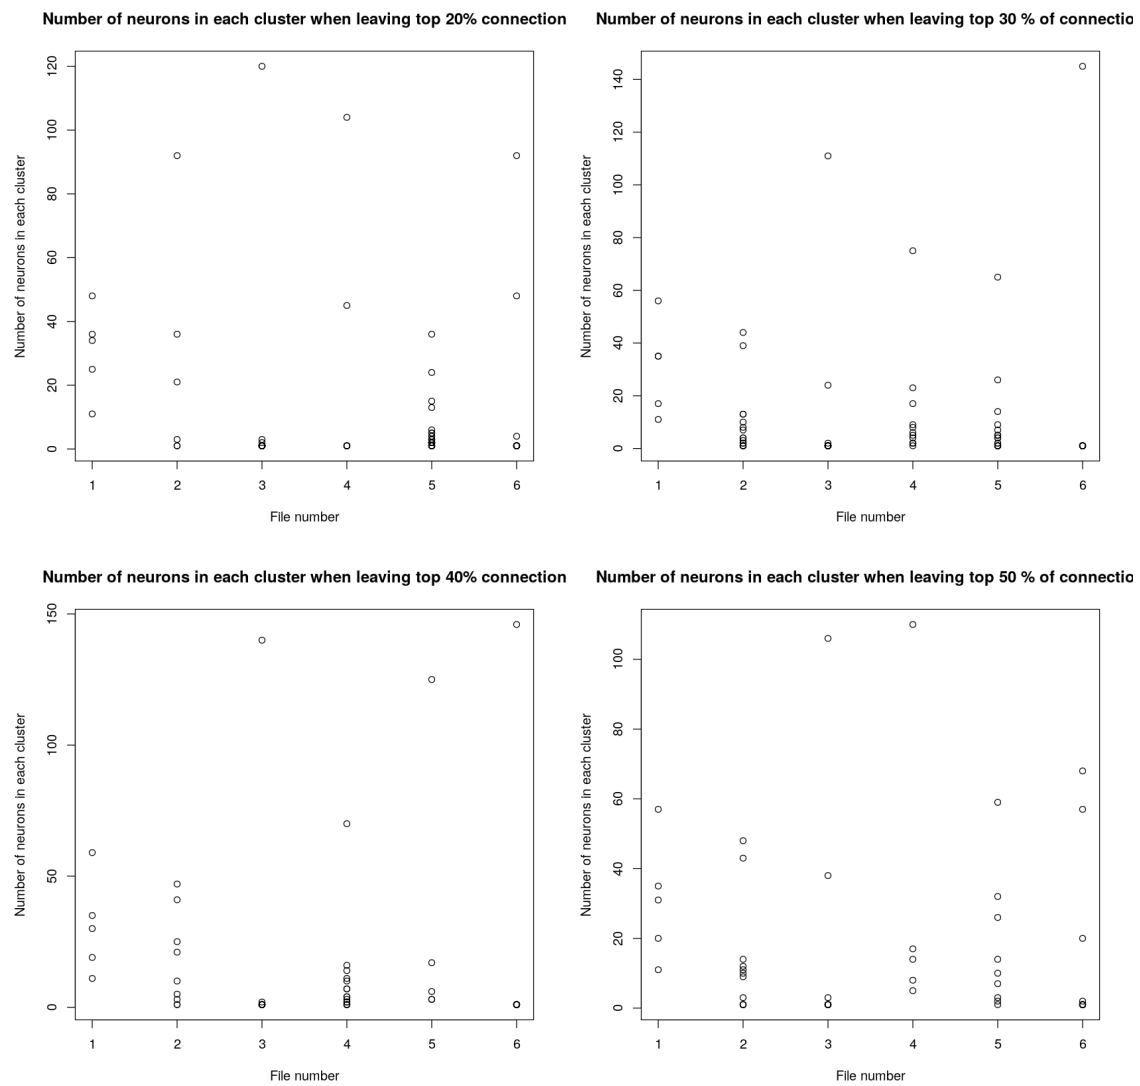 Number of neurons in each cluster when leaving top 20% connection
120
100
80
60
40
20
0
Number of neurons in each cluster
1 2 3 4 5 6
File number
Number of neurons in each cluster when leaving top 30 % of connectio
140
120
100
80
60
40
20
0
Number of neurons in each cluster
1 2 3 4 5 6
File number
Number of neurons in each cluster when leaving top 40% connection
150
100
50
0
Number of neurons in each cluster
1 2 3 4 5 6
File number
Number of neurons in each cluster when leaving top 50 % of connectio
100
80
60
40
20
0
Number of neurons in each cluster
1 2 3 4 5 6
File number